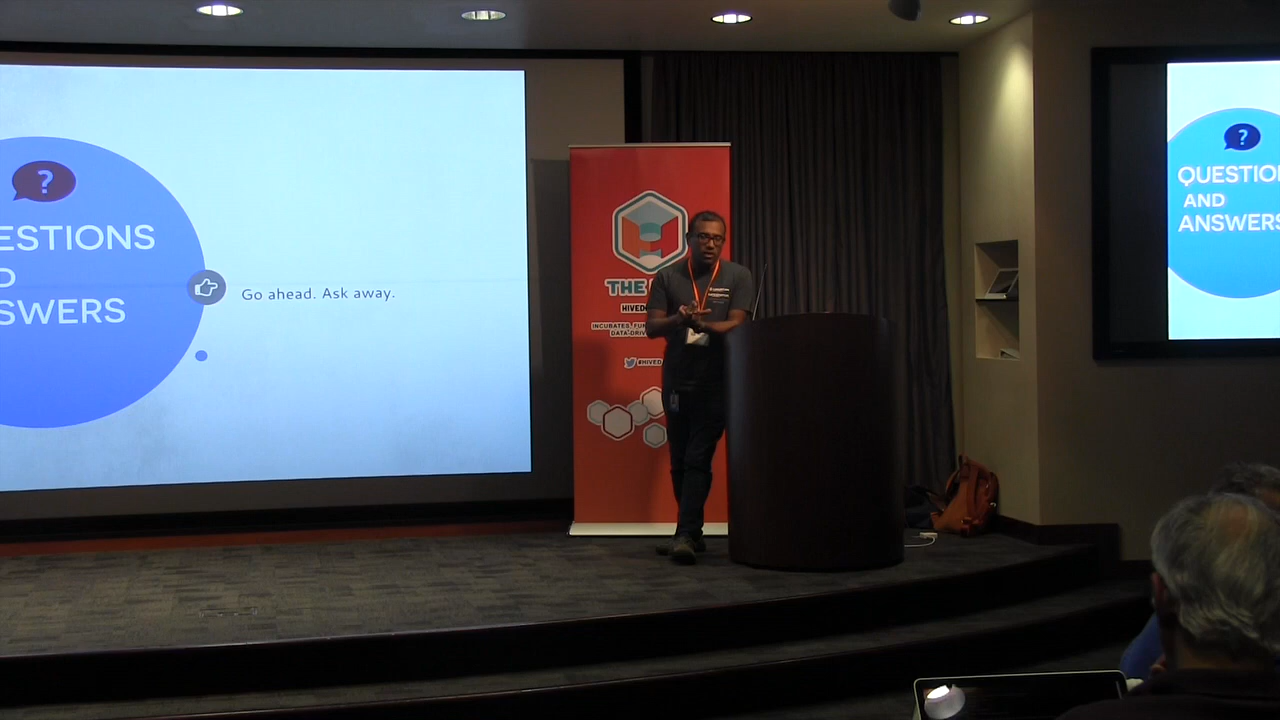 ?
ESTIONS
D
SWERS
Go ahead. Ask away.
THE
HIVED
INCUBATES, FU
DATA-DRIV
#HIVED
?
QUESTIO
AND
ANSWERS